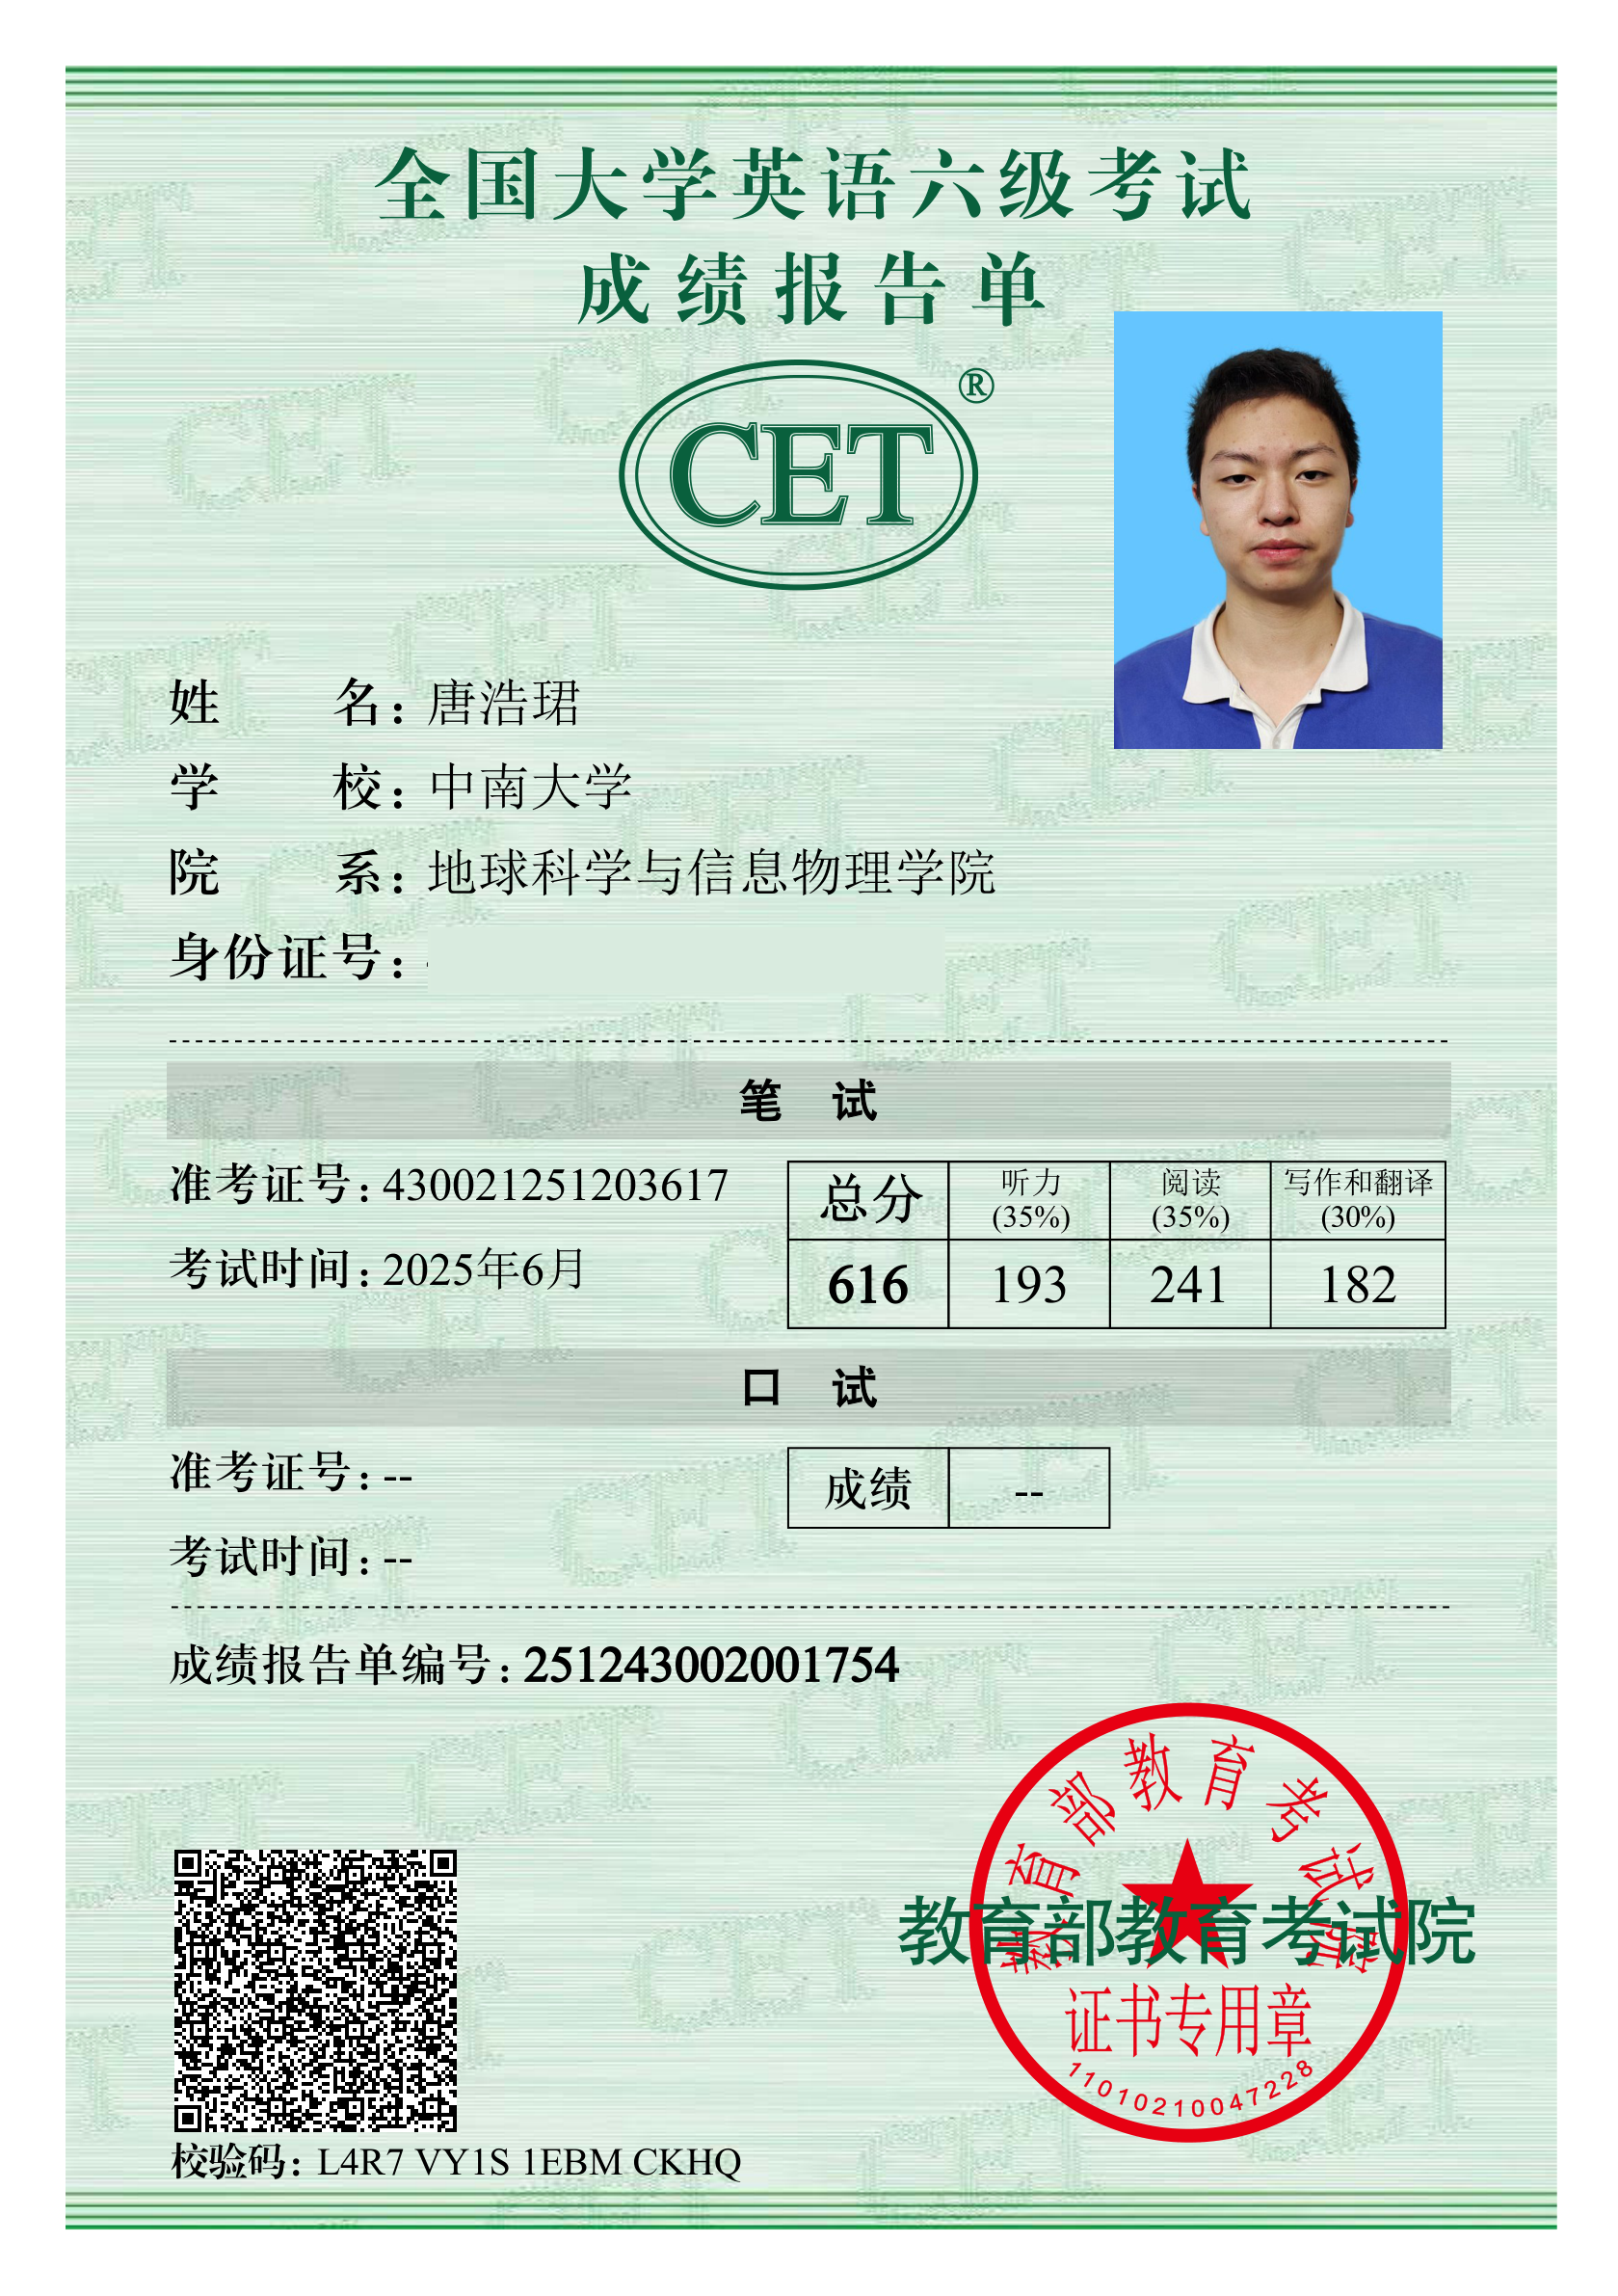 全国大学英语六级考试
成绩报告单
CET®
姓名：唐浩珺
学校：中南大学
院系：地球科学与信息物理学院
身份证号：
笔 试
准考证号：430021251203617
考试时间：2025年6月
总分 听力 (35%) 阅读 (35%) 写作和翻译 (30%)
616 193 241 182
口 试
准考证号：--
考试时间：--
成绩 --
成绩报告单编号：251243002001754
教育部教育考试院
教育部教育考试院
证书专用章
11010210047228
校验码：L4R7 VY1S 1EBM CKHQ